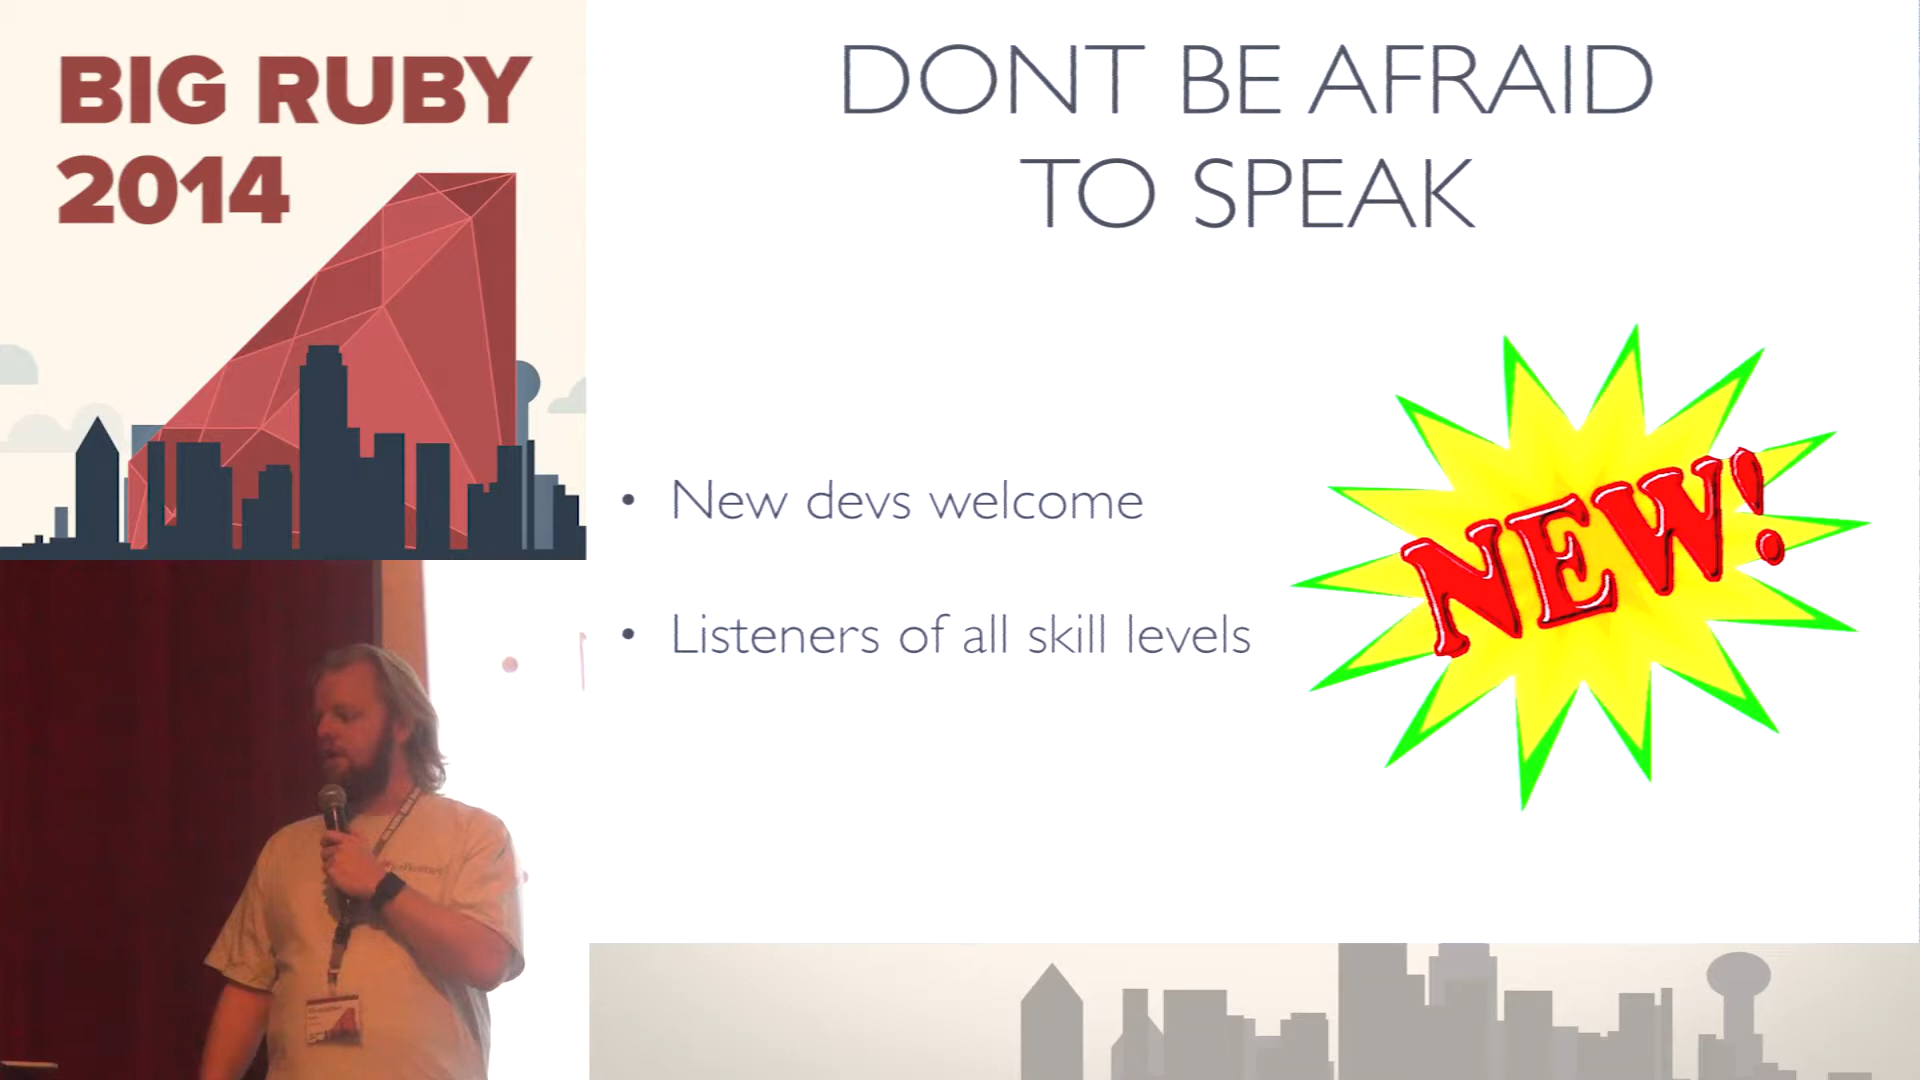 BIG RUBY
2014
DONT BE AFRAID
TO SPEAK
• New devs welcome
• Listeners of all skill levels
NEW!